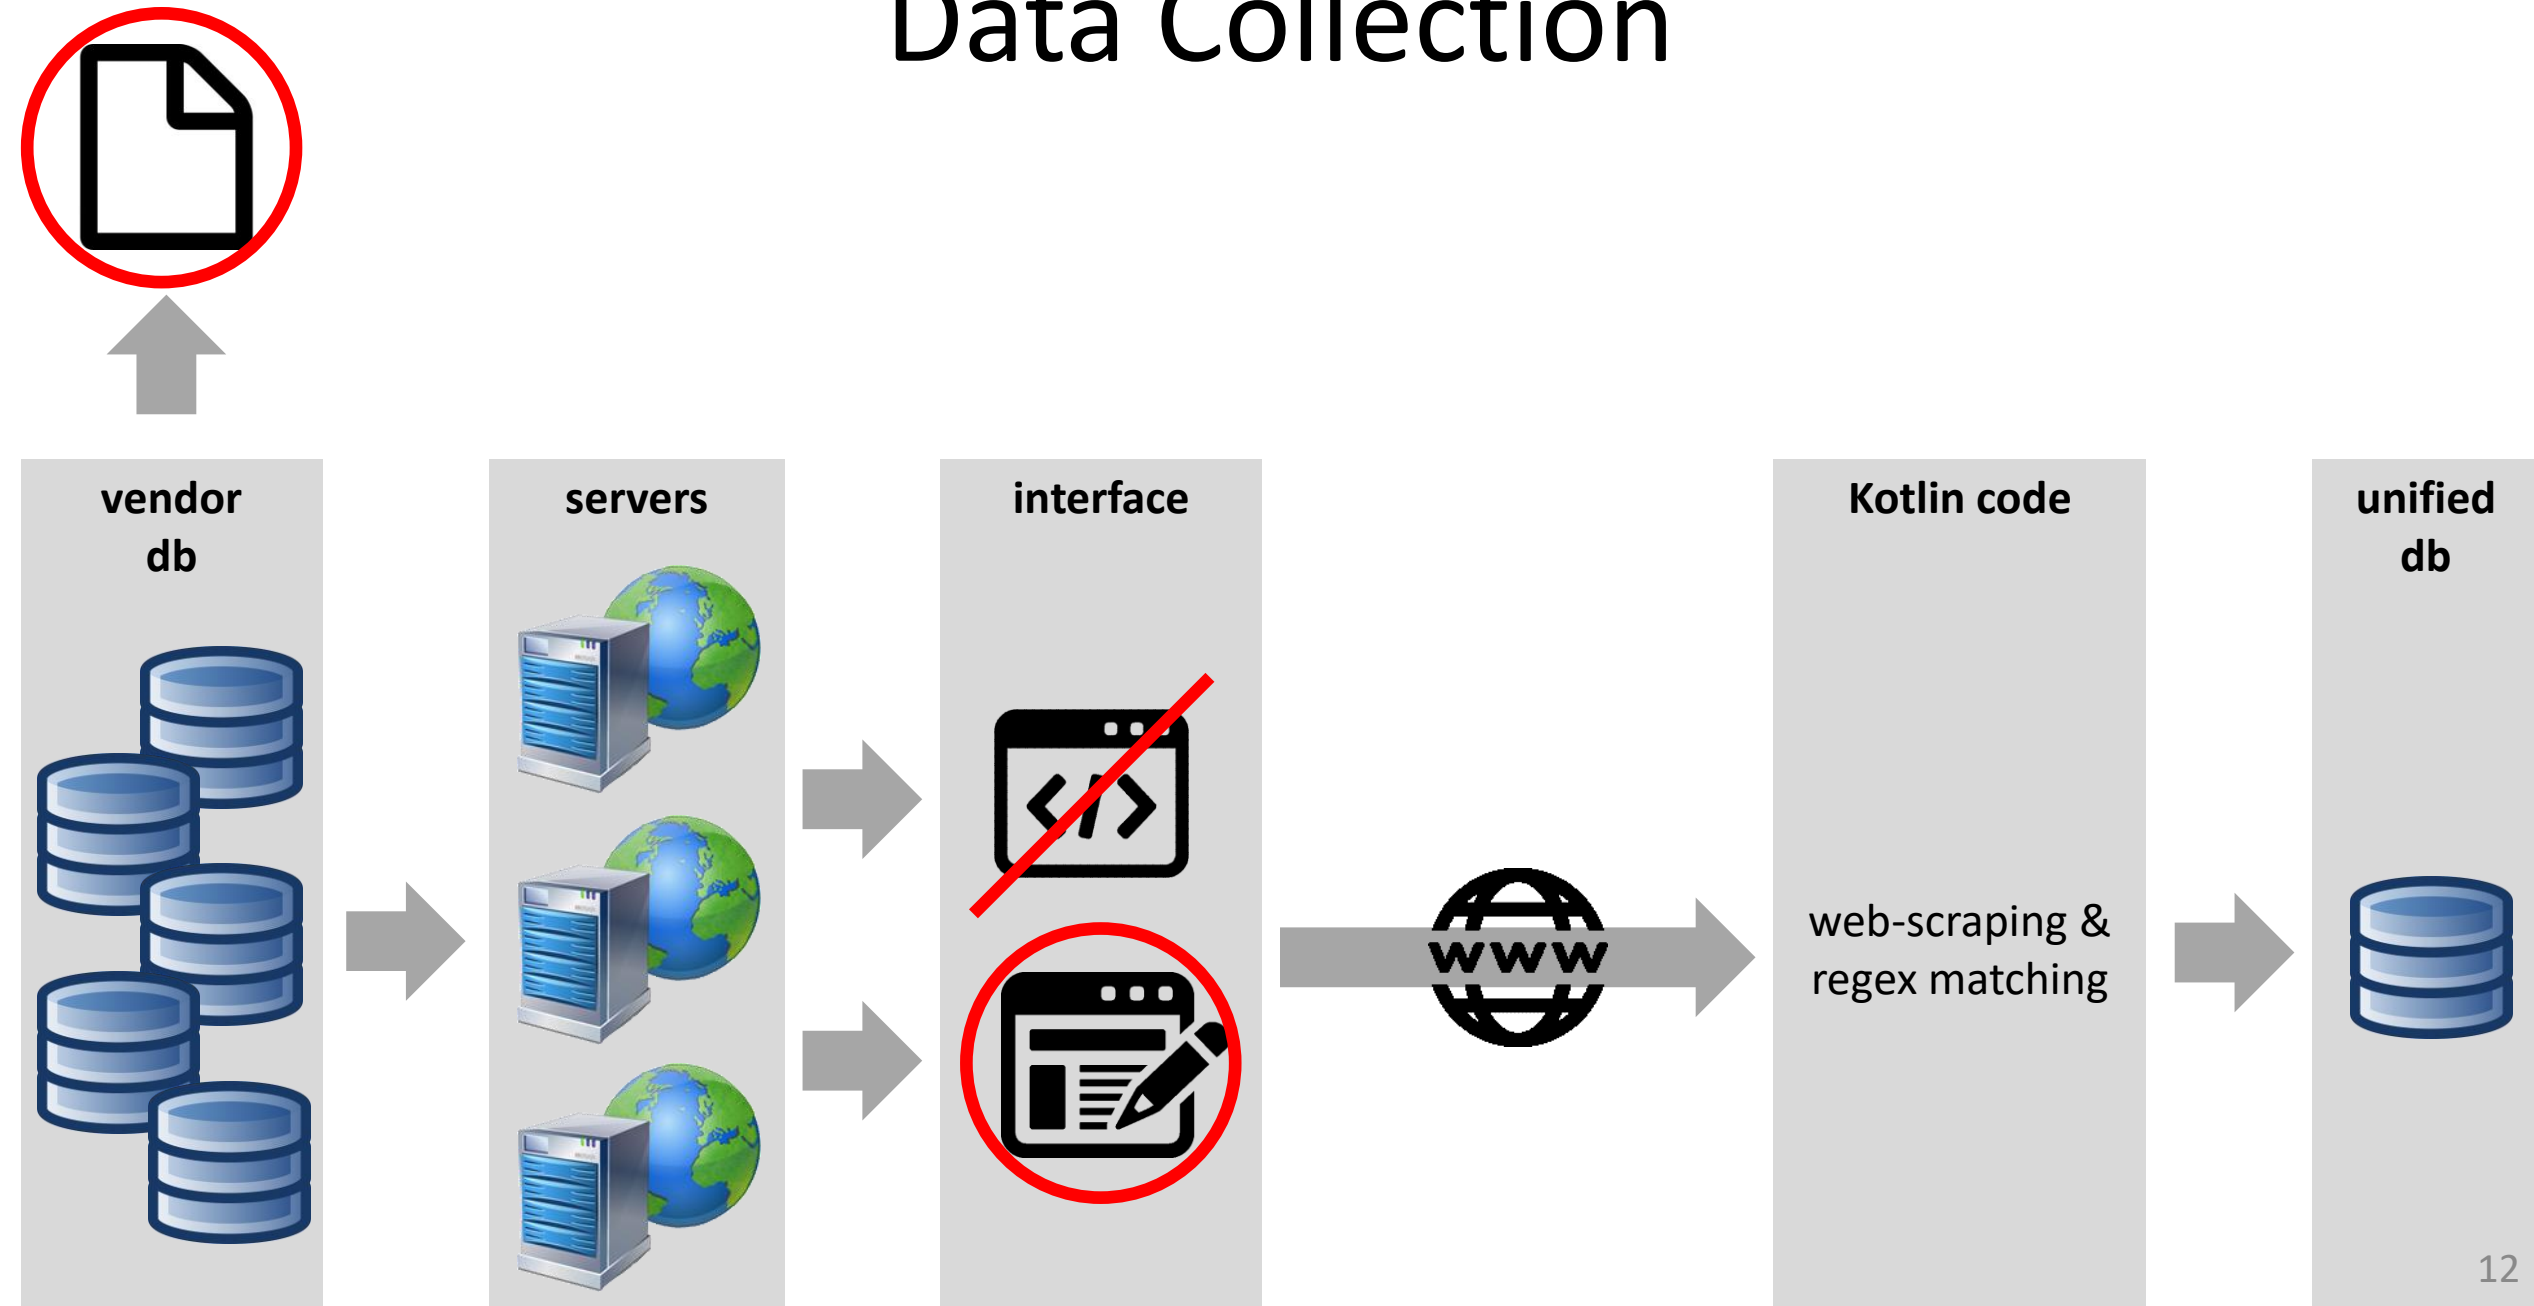 Data Collection
vendor
db
servers
interface
Kotlin code
unified
db
</>
www
web-scraping &
regex matching
12